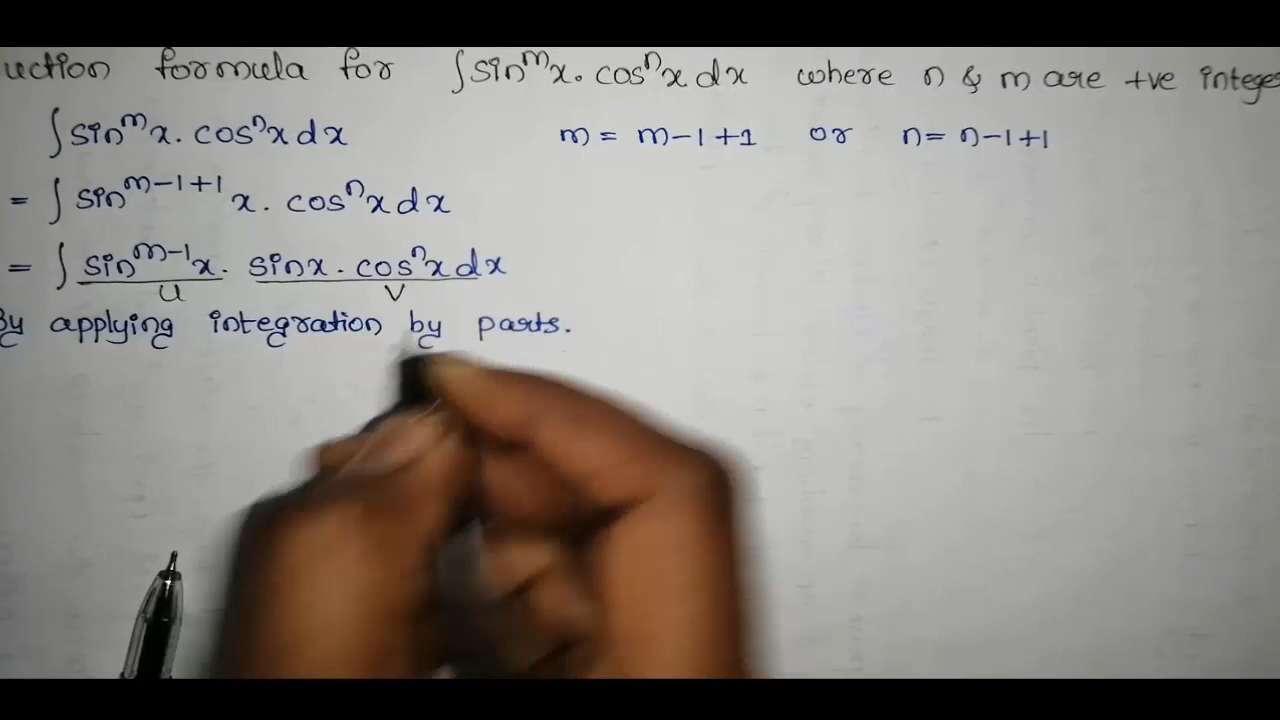 uction formula for ∫sinᵐx. cosⁿx dx where n & m are +ve intege
∫sinᵐx. cosⁿx dx m = m-1+1 or n = n-1+1
= ∫ sinᵐ⁻¹⁺¹ x. cosⁿx dx
= ∫ sinᵐ⁻¹x. sinx. cosⁿx dx
U V
By applying integration by parts.